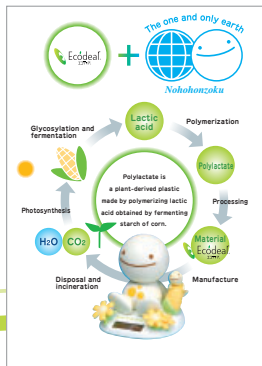 The one and only earth
Ecodeal
Nohohonzoku
Lactic
acid
Glycosylation and
fermentation
Polymerization
Polylactate
Polylactate is
a plant-derived plastic
made by polymerizing lactic
acid obtained by fermenting
starch of corn.
Processing
Photosynthesis
H2O
CO2
Material
Ecodeal
Disposal and
incineration
Manufacture